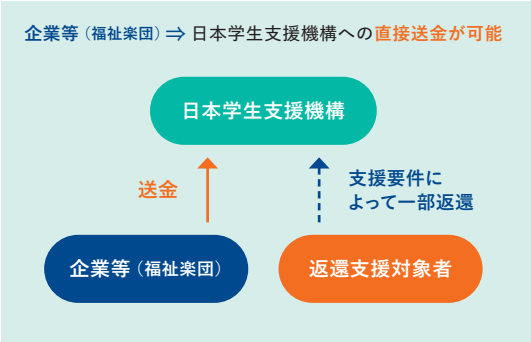 企業等（福祉楽団）⇒ 日本学生支援機構への直接送金が可能
日本学生支援機構
送金
支援要件に
よって一部返還
企業等（福祉楽団）
返還支援対象者